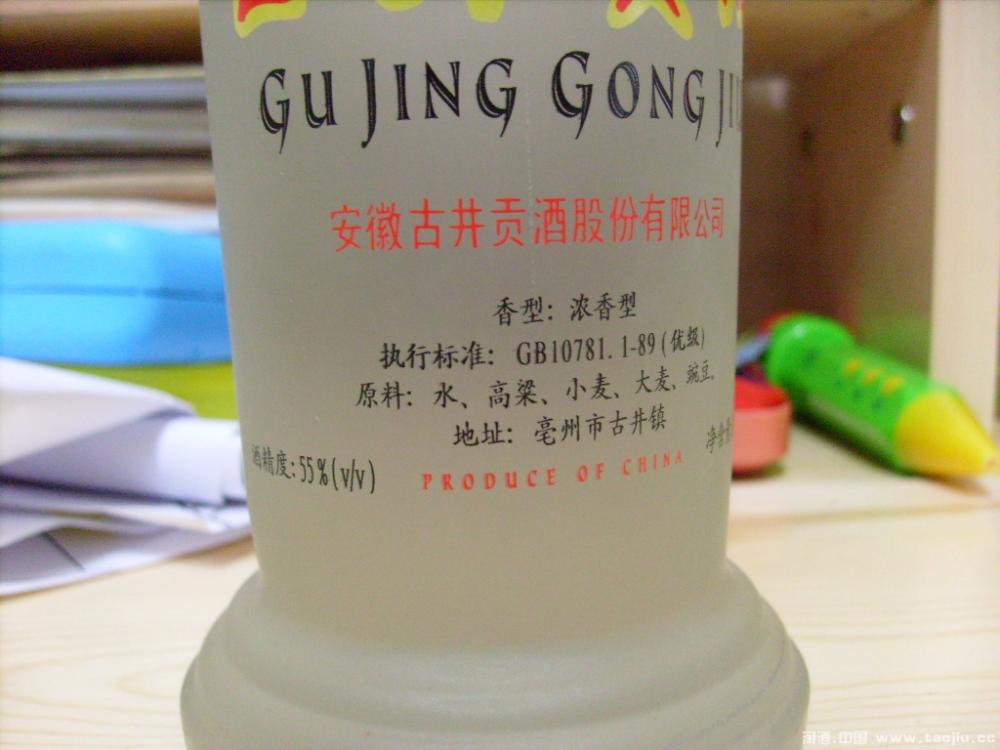 GU JING GONG JIU
安徽古井贡酒股份有限公司
香型：浓香型
执行标准：GB10781.1-89(优级)
原料：水、高粱、小麦、大麦、豌豆。
地址：亳州市古井镇
酒精度:55%(v/v)
净含量
PRODUCE OF CHINA
淘酒.中国 www.taojiu.cc